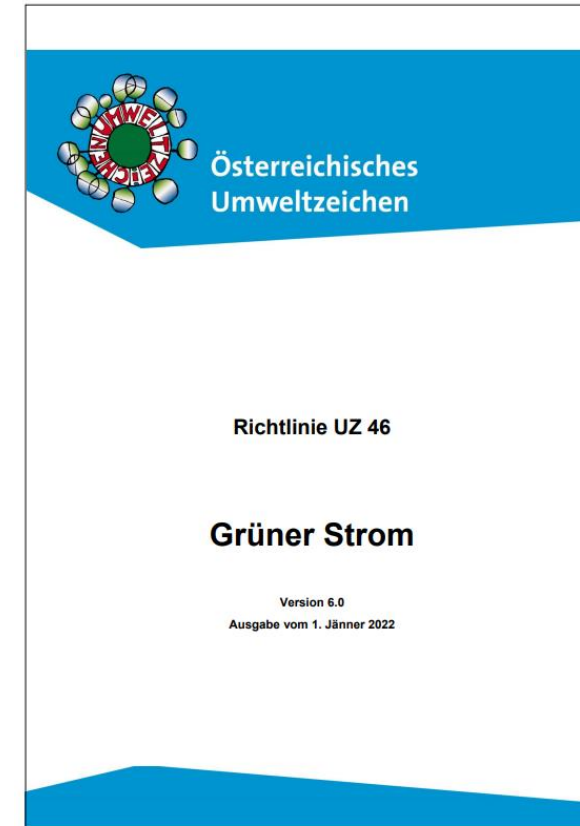 UMWELTZEICHEN
Österreichisches
Umweltzeichen
Richtlinie UZ 46
Grüner Strom
Version 6.0
Ausgabe vom 1. Jänner 2022